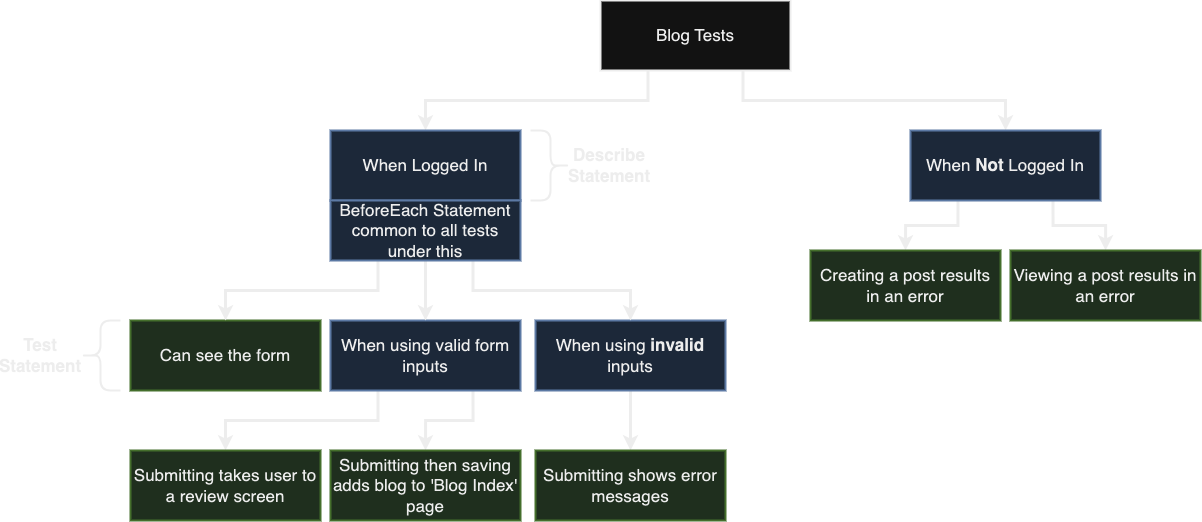 Blog Tests
When Logged In
Describe
Statement
When Not Logged In
BeforeEach Statement
common to all tests
under this
Creating a post results
in an error
Viewing a post results in
an error
Test
Statement
Can see the form
When using valid form
inputs
When using invalid
inputs
Submitting takes user to
a review screen
Submitting then saving
adds blog to 'Blog Index'
page
Submitting shows error
messages